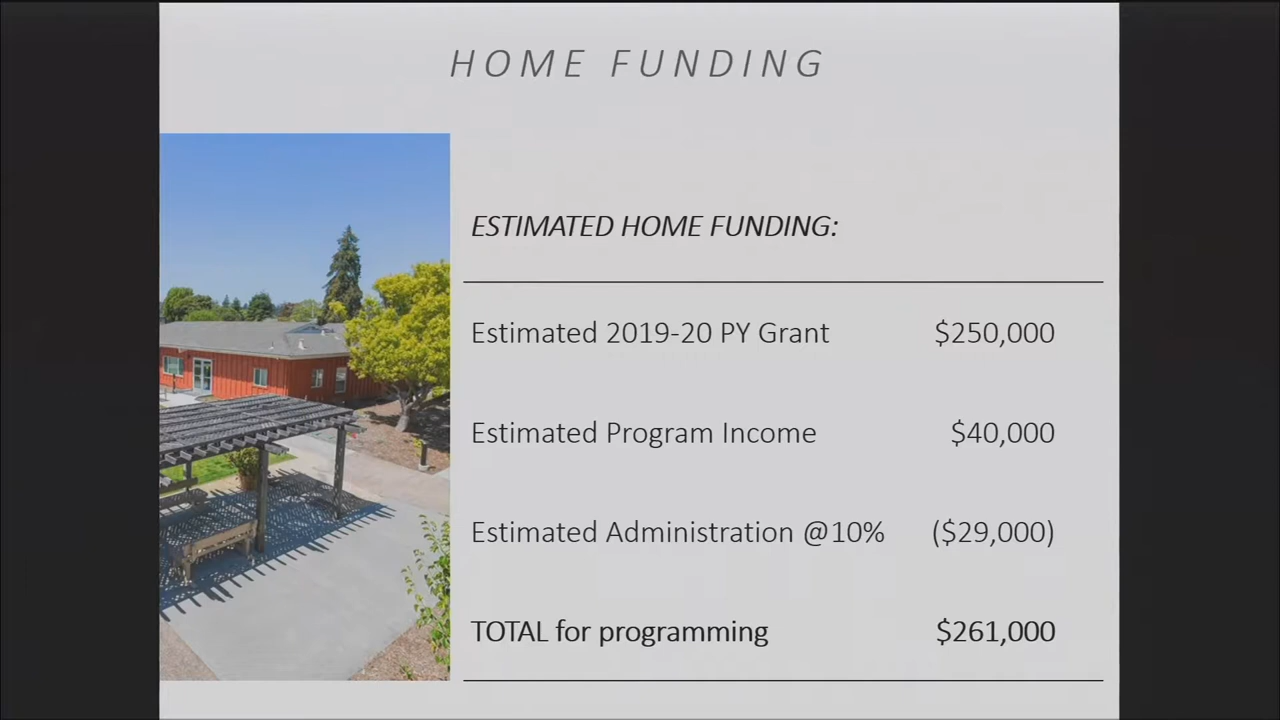 HOME FUNDING
ESTIMATED HOME FUNDING:
Estimated 2019-20 PY Grant $250,000
Estimated Program Income $40,000
Estimated Administration @10% ($29,000)
TOTAL for programming $261,000